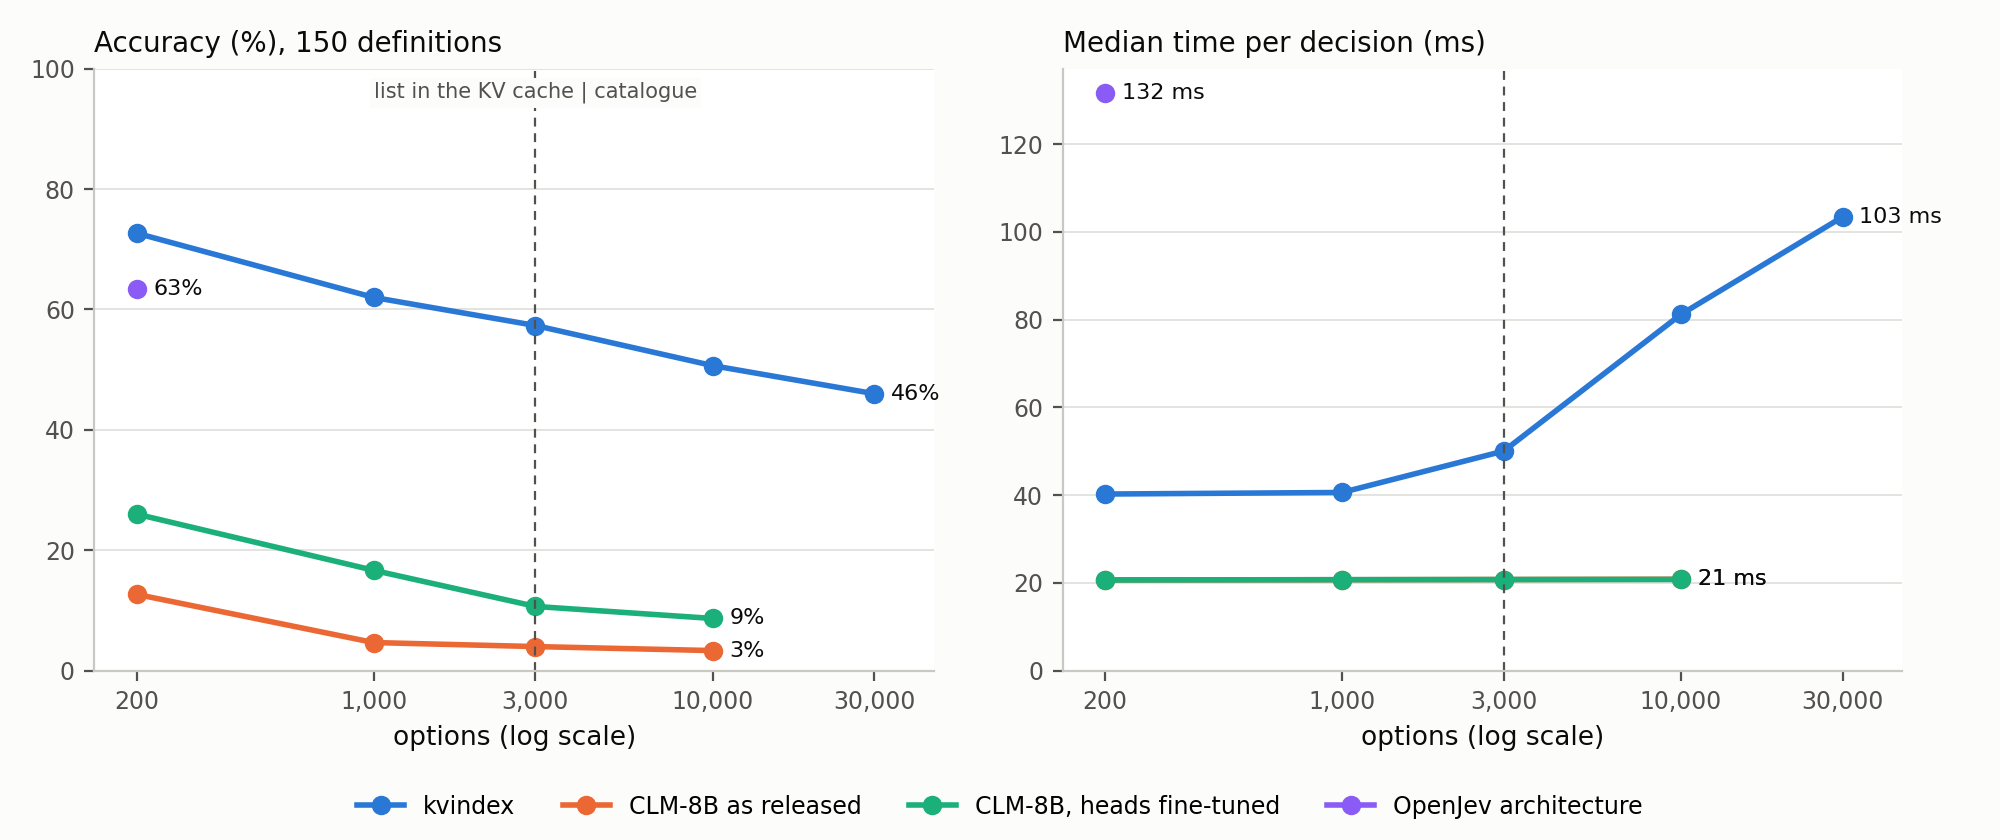 Accuracy (%), 150 definitions
100
80
60
40
20
0
list in the KV cache | catalogue
63%
46%
9%
3%
200
1,000
3,000
10,000
30,000
options (log scale)
Median time per decision (ms)
120
100
80
60
40
20
0
132 ms
103 ms
21 ms
200
1,000
3,000
10,000
30,000
options (log scale)
kvindex
CLM-8B as released
CLM-8B, heads fine-tuned
OpenJev architecture